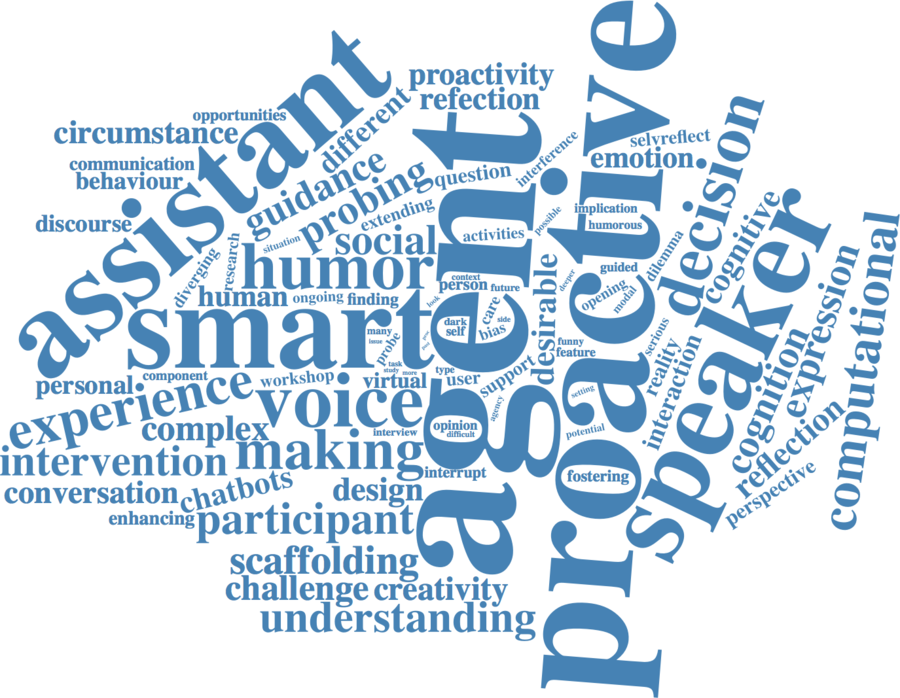 assistant
proactivity
refection
proactive
opportunities
circumstance
different
agent
communication
behaviour
guidance
probing
question
interference
selyreflect
emotion
decision
discourse
extending
possible
implication
humorous
cognitive
speaker
diverging
research
situation
social
activities
humor
context
person
future
desirable
deeper
guided
dilemma
opening
modal
expression
computational
human
ongoing
finding
look
care
smart
many
issue
probe
dark
self
side
bias
funny
feature
serious
reality
interaction
cognition
personal
component
workshop
virtual
task
study
more
type
user
support
setting
experience
voice
agency
reflection
complex
interview
opinion
difficult
potential
perspective
intervention
making
interrupt
fostering
conversation
chatbots
design
enhancing
participant
scaffolding
challenge
creativity
understanding